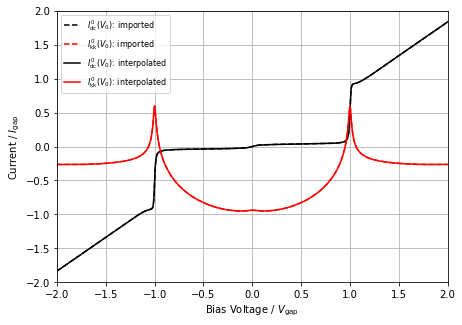 I⁰dc(V₀): imported
I⁰kk(V₀): imported
I⁰dc(V₀): interpolated
I⁰kk(V₀): interpolated
2.0
1.5
1.0
0.5
0.0
−0.5
−1.0
−1.5
−2.0
Current / Igap
−2.0 −1.5 −1.0 −0.5 0.0 0.5 1.0 1.5 2.0
Bias Voltage / Vgap